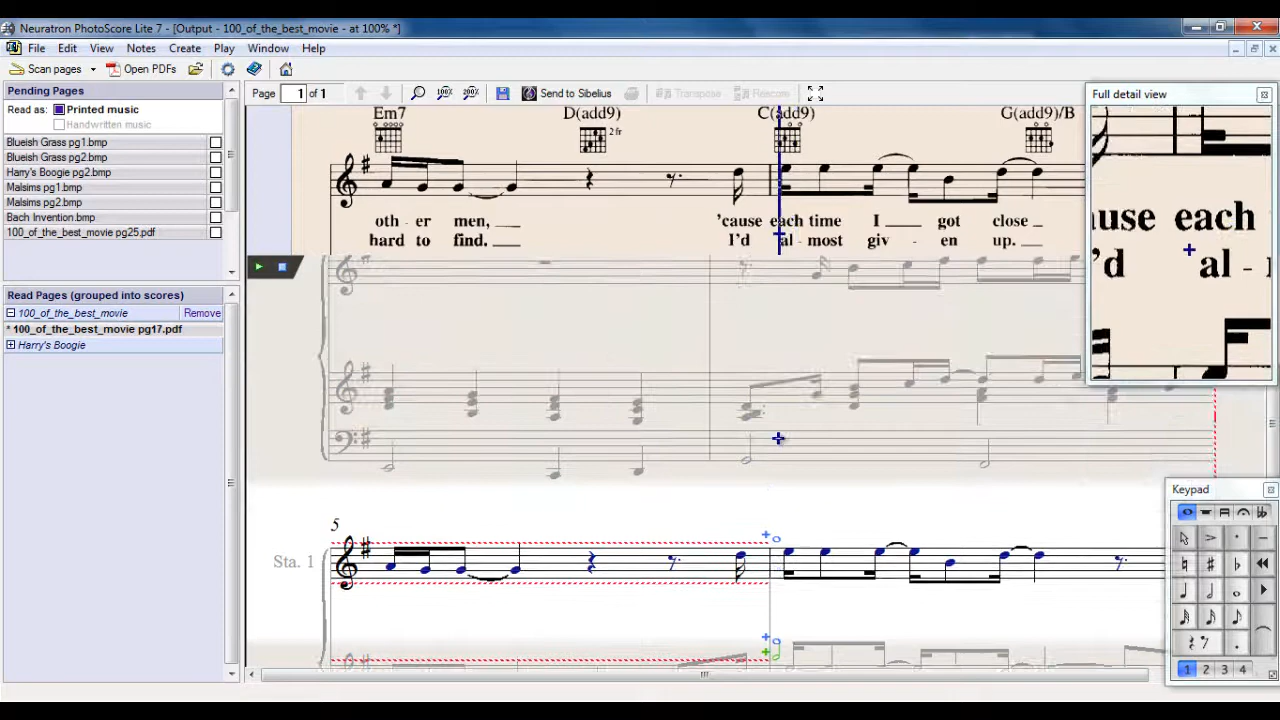 Neuratron PhotoScore Lite 7 - [Output - 100_of_the_best_movie - at 100% *]
File Edit View Notes Create Play Window Help
Scan pages Open PDFs
Pending Pages
Read as: Printed music
Handwritten music
Blueish Grass pg1.bmp
Blueish Grass pg2.bmp
Harry's Boogie pg2.bmp
Malsims pg1.bmp
Malsims pg2.bmp
Bach Invention.bmp
100_of_the_best_movie pg25.pdf
Read Pages (grouped into scores)
100_of_the_best_movie Remove
* 100_of_the_best_movie pg17.pdf
Harry's Boogie
Page 1 of 1 100% 200% Send to Sibelius Transpose Rescore
Em7 D(add9) C(add9) G(add9)/B
2 fr
oth - er men, 'cause each time I got close
hard to find. I'd al - most giv - en up.
Full detail view
ause each
'd al -
5
Sta. 1
Keypad
1 2 3 4